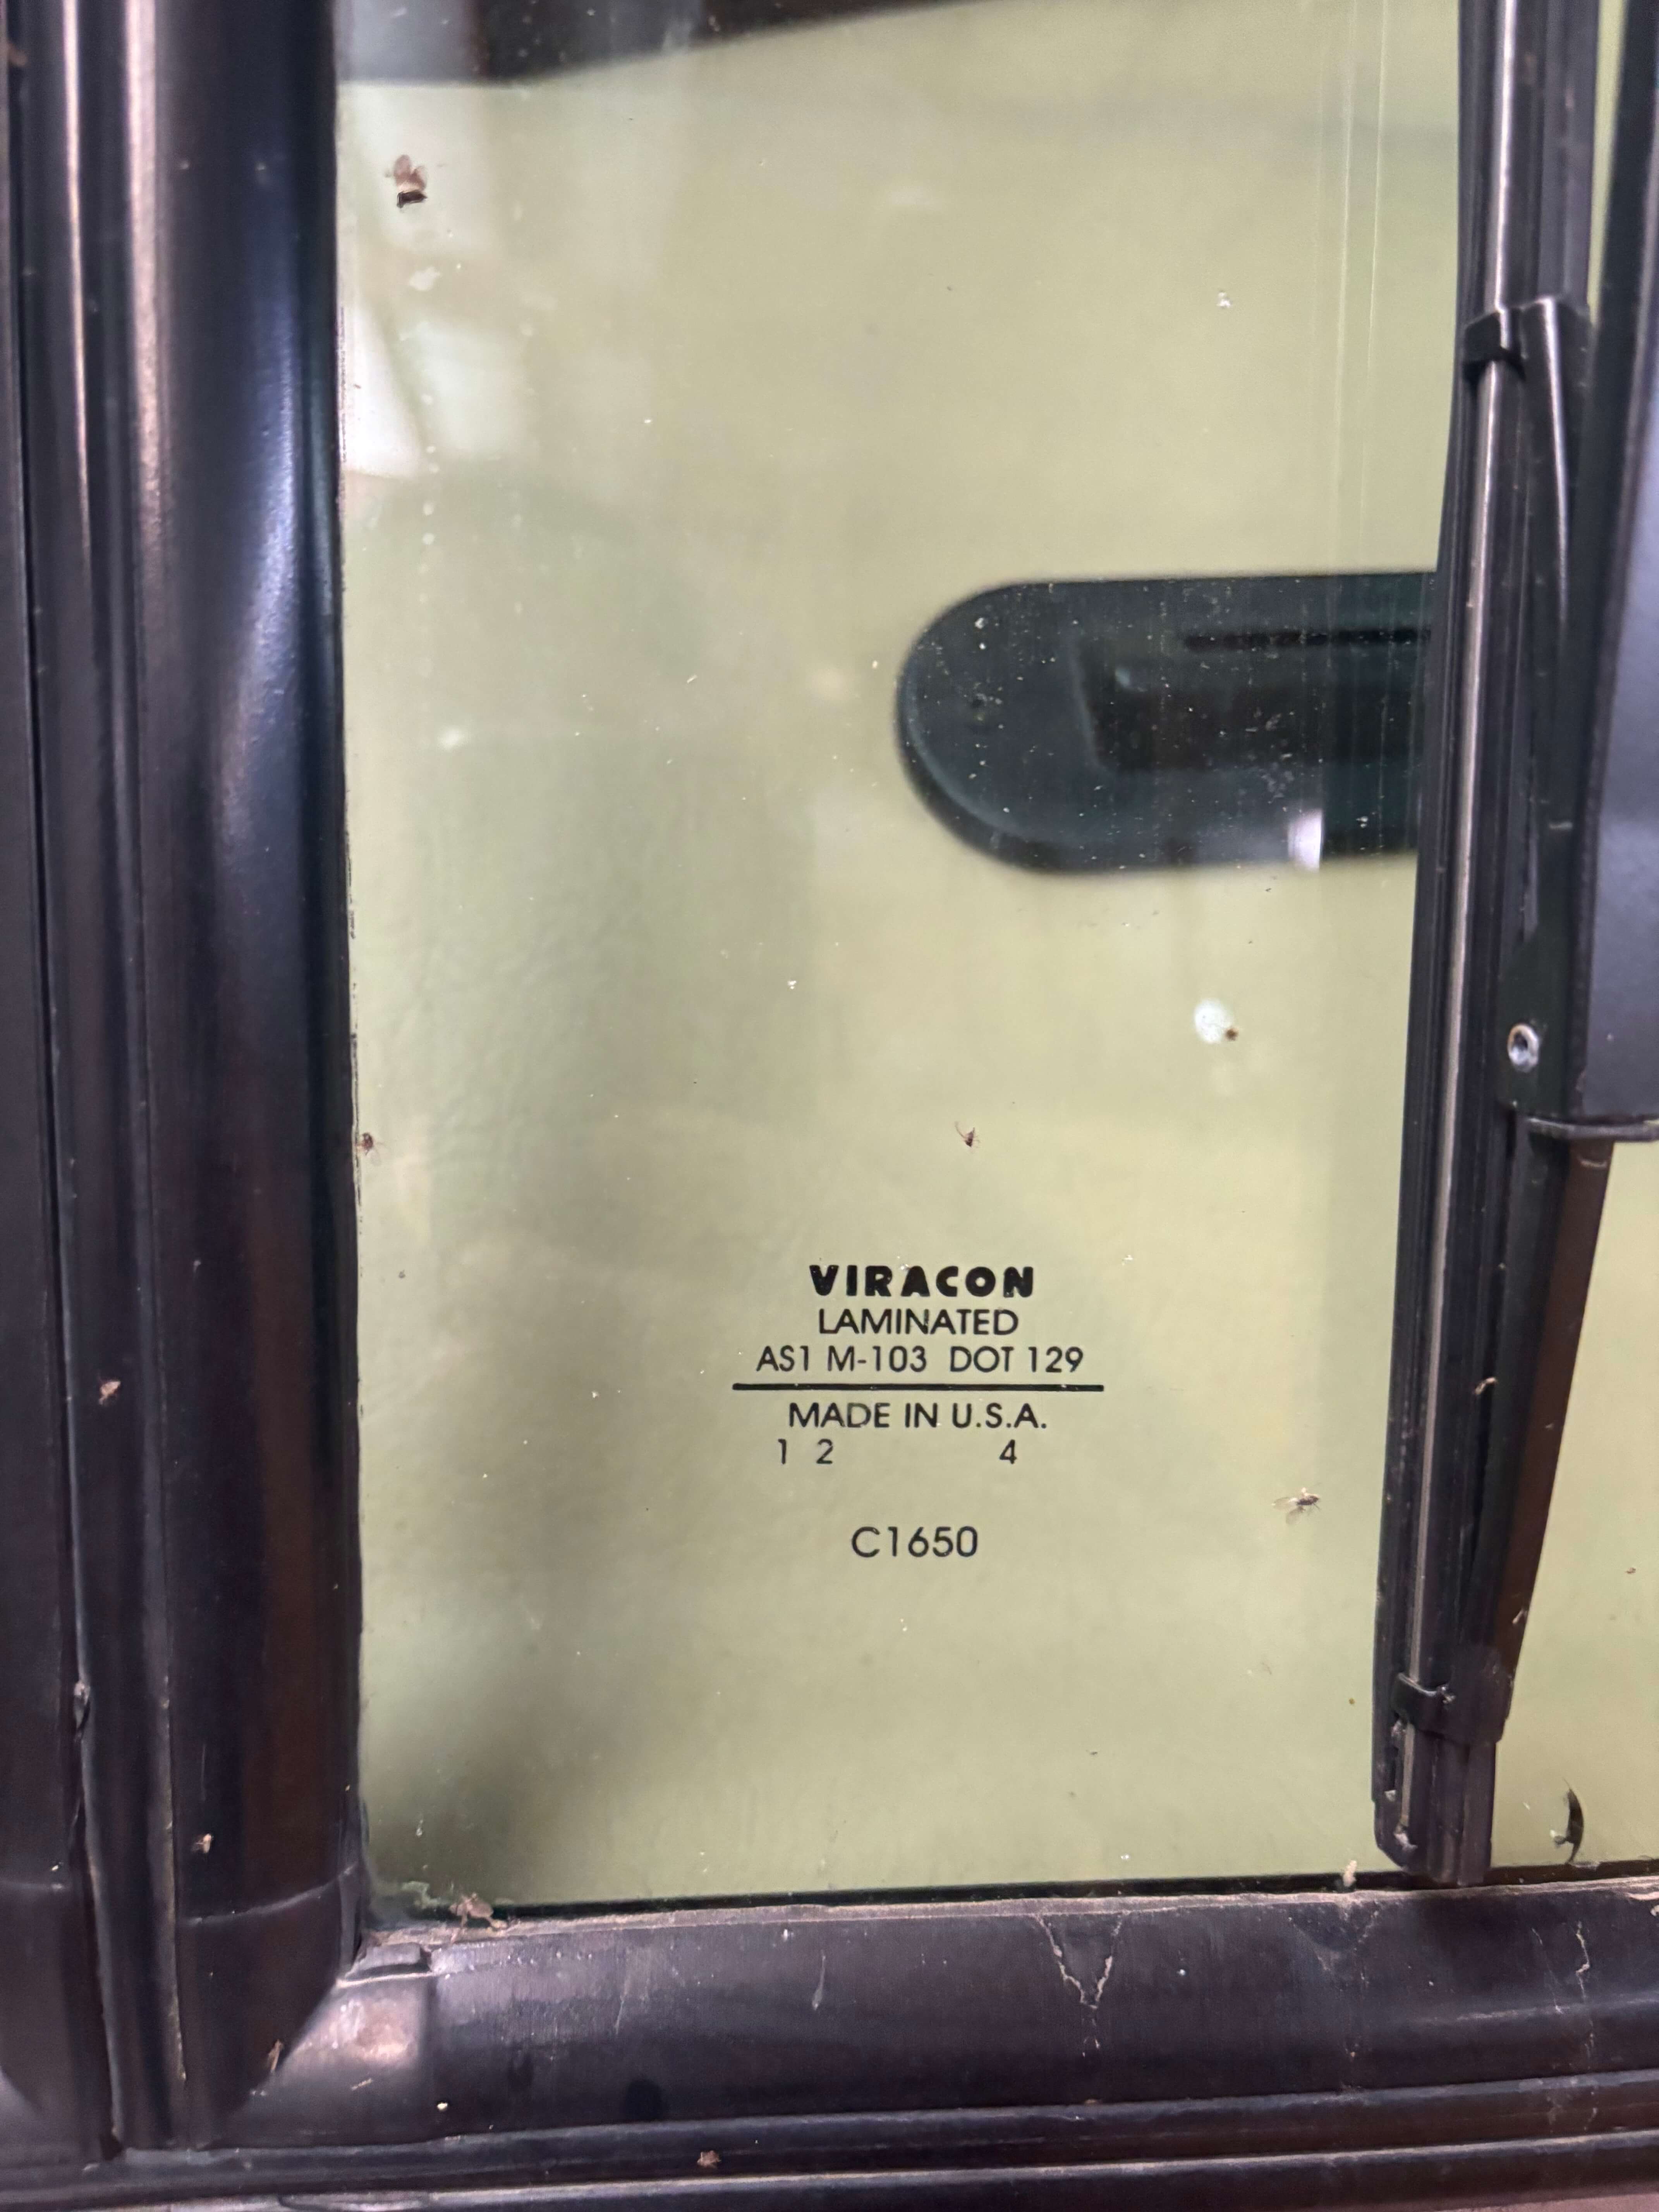 VIRACON
LAMINATED
AS1 M-103 DOT 129
MADE IN U.S.A.
1 2 4
C1650